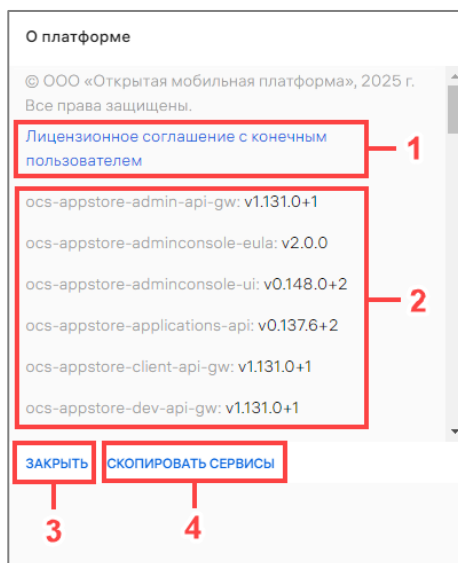 О платформе
© ООО «Открытая мобильная платформа», 2025 г.
Все права защищены.
Лицензионное соглашение с конечным
пользователем
1
ocs-appstore-admin-api-gw: v1.131.0+1
ocs-appstore-adminconsole-eula: v2.0.0
ocs-appstore-adminconsole-ui: v0.148.0+2
2
ocs-appstore-applications-api: v0.137.6+2
ocs-appstore-client-api-gw: v1.131.0+1
ocs-appstore-dev-api-gw: v1.131.0+1
ЗАКРЫТЬ СКОПИРОВАТЬ СЕРВИСЫ
3 4